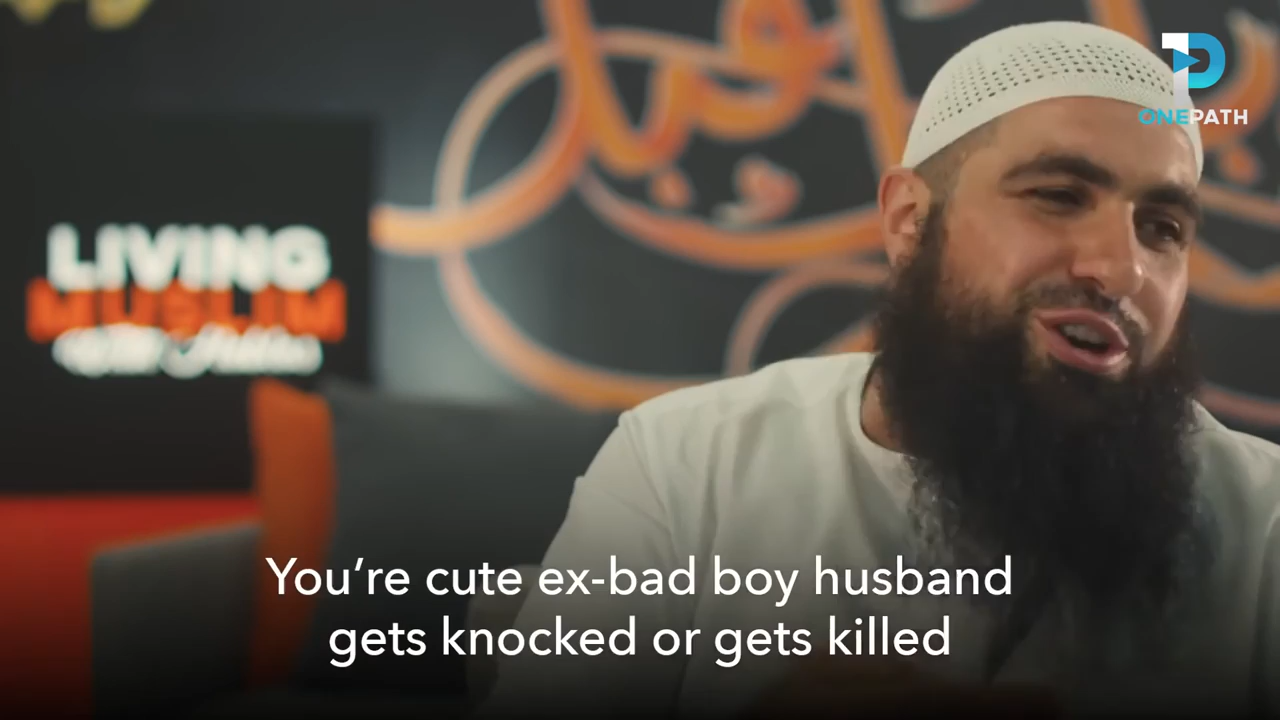 ONEPATH
LIVING
MUSLIM
You're cute ex-bad boy husband
gets knocked or gets killed